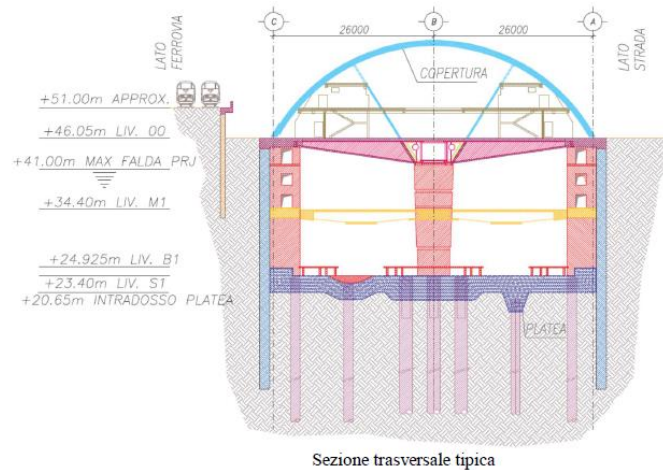 C
B
A
26000
26000
LATO
FERROVIA
LATO
STRADA
COPERTURA
+51.00m APPROX.
+46.05m LIV. 00
+41.00m MAX FALDA PRJ
+34.40m LIV. M1
+24.925m LIV. B1
+23.40m LIV. S1
+20.65m INTRADOSSO PLATEA
PLATEA
Sezione trasversale tipica